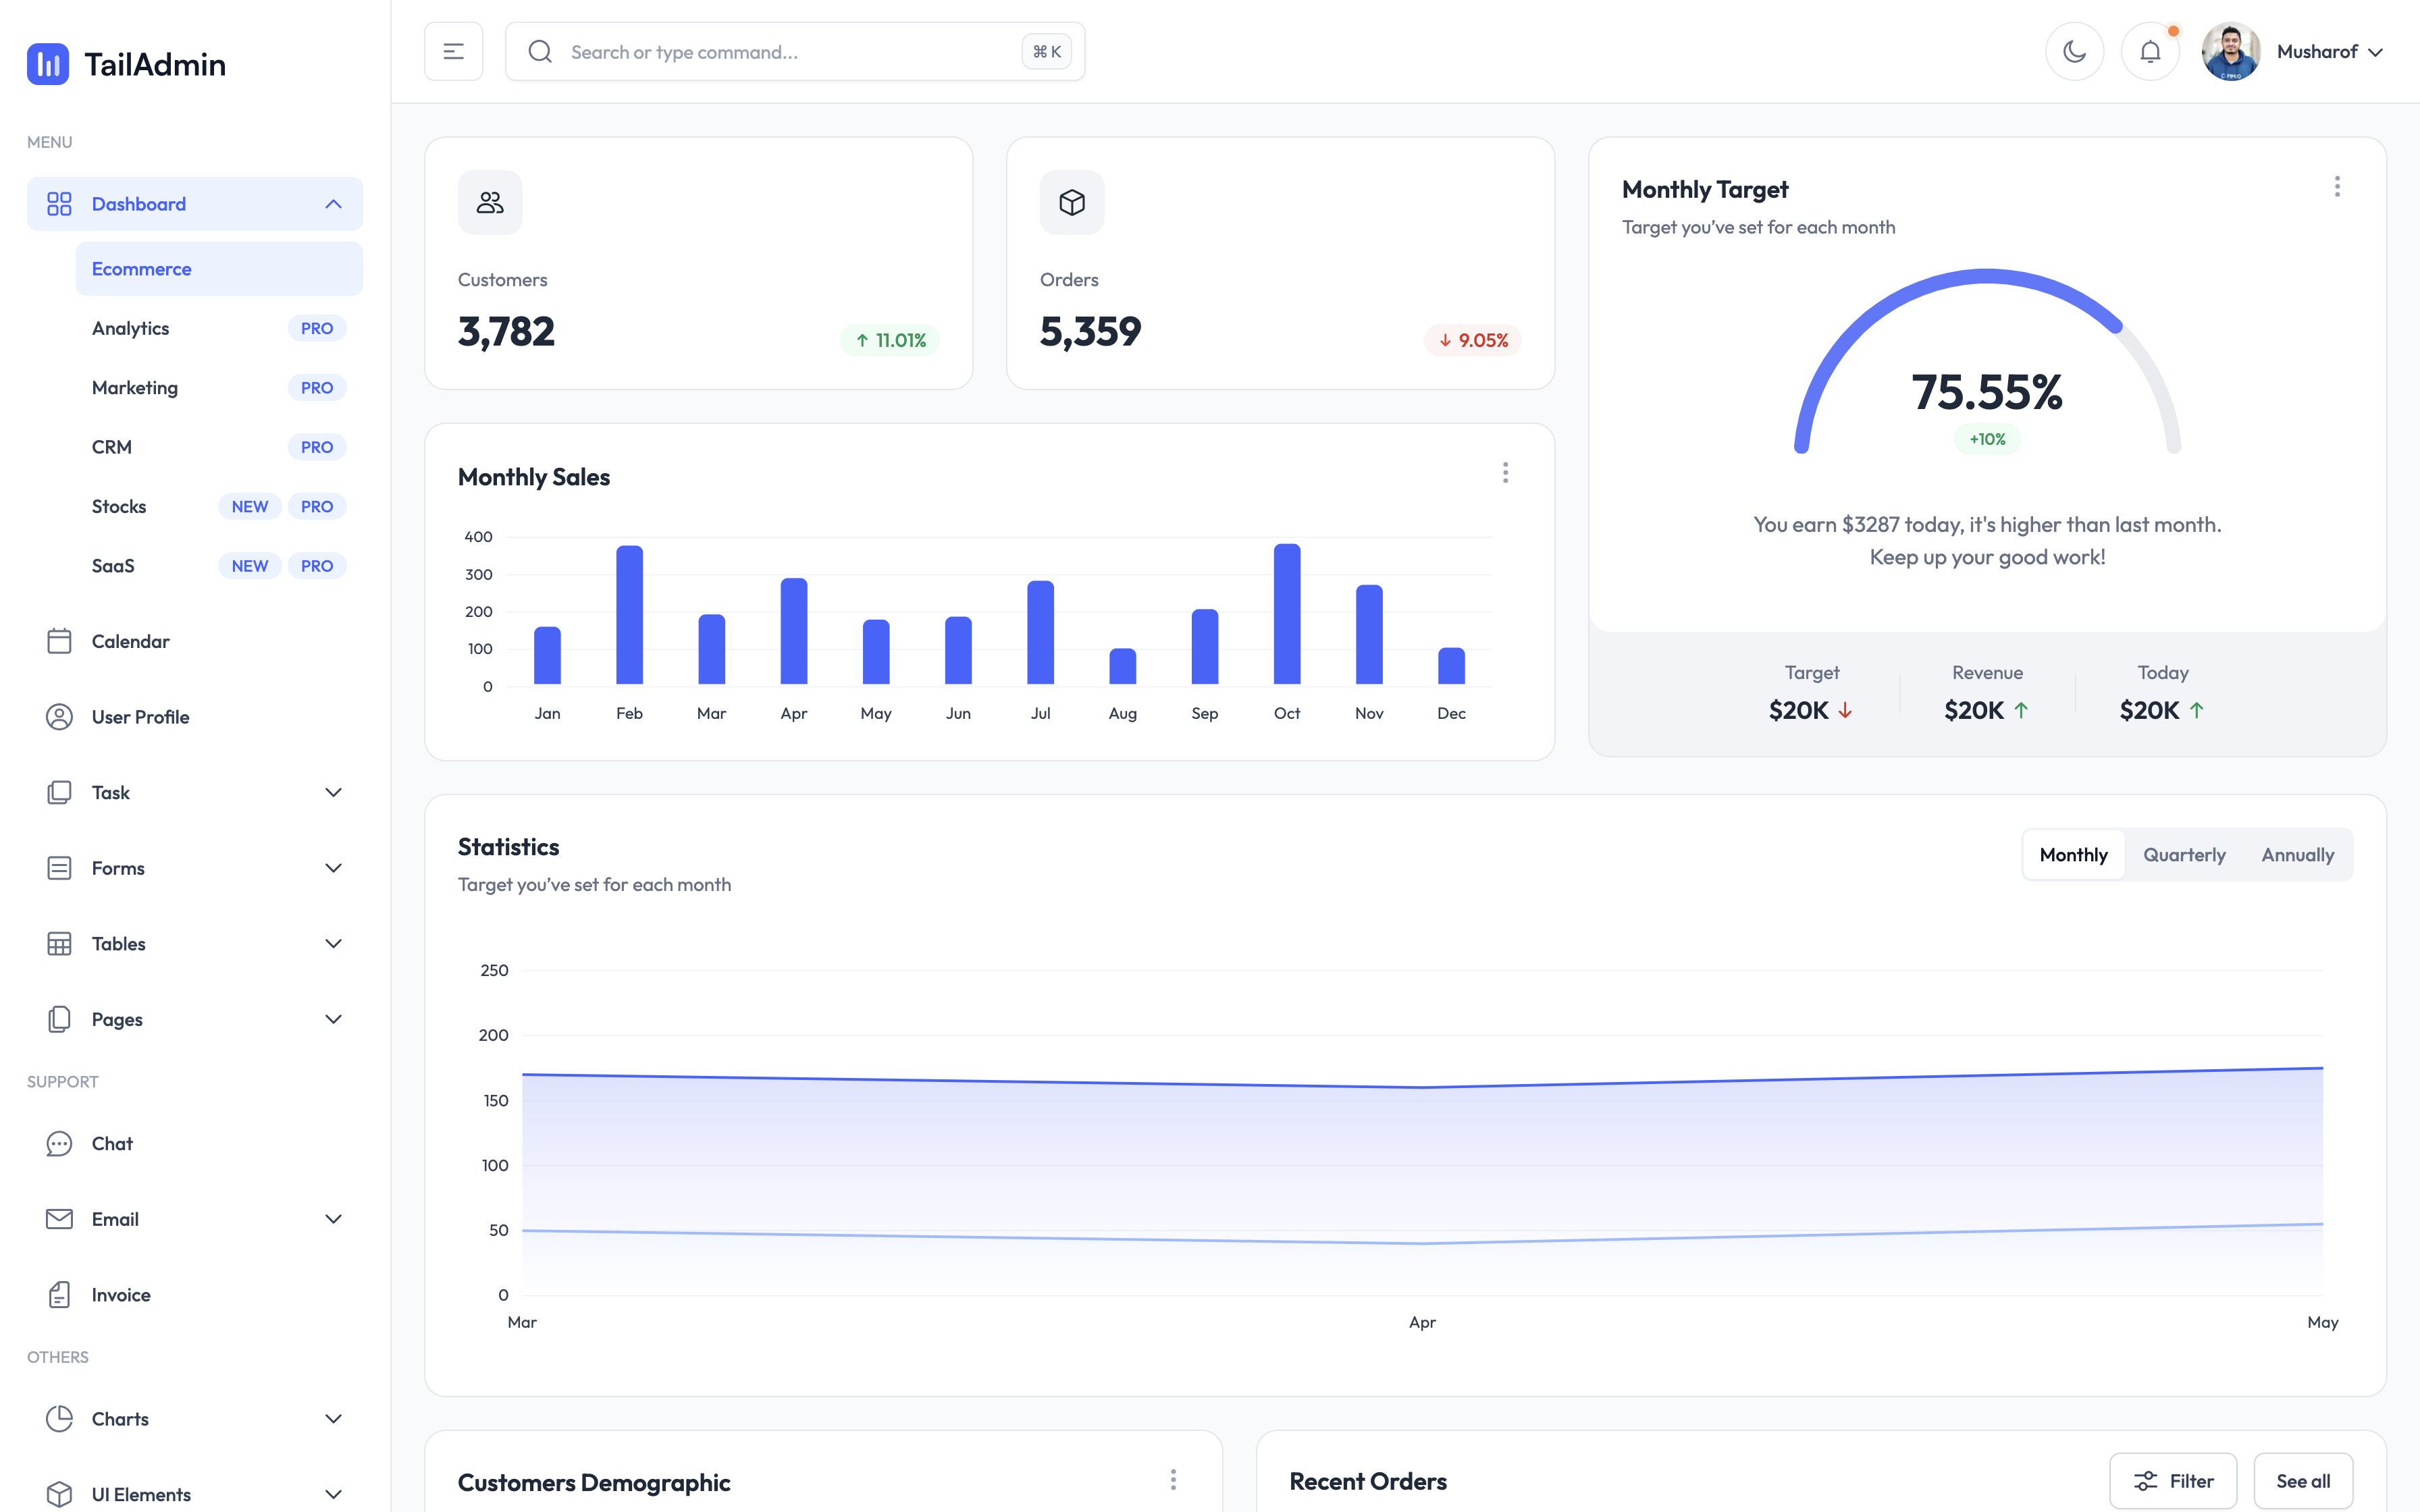 TailAdmin
MENU
Dashboard
Ecommerce
Analytics PRO
Marketing PRO
CRM PRO
Stocks NEW PRO
SaaS NEW PRO
Calendar
User Profile
Task
Forms
Tables
Pages
SUPPORT
Chat
Email
Invoice
OTHERS
Charts
UI Elements
Search or type command... ⌘ K
Musharof
Customers
3,782 ↑ 11.01%
Orders
5,359 ↓ 9.05%
Monthly Target
Target you’ve set for each month
75.55%
+10%
You earn $3287 today, it's higher than last month.
Keep up your good work!
Target Revenue Today
$20K ↓ $20K ↑ $20K ↑
Monthly Sales
400
300
200
100
0
Jan Feb Mar Apr May Jun Jul Aug Sep Oct Nov Dec
Statistics
Target you’ve set for each month
Monthly Quarterly Annually
250
200
150
100
50
0
Mar Apr May
Customers Demographic
Recent Orders
Filter See all